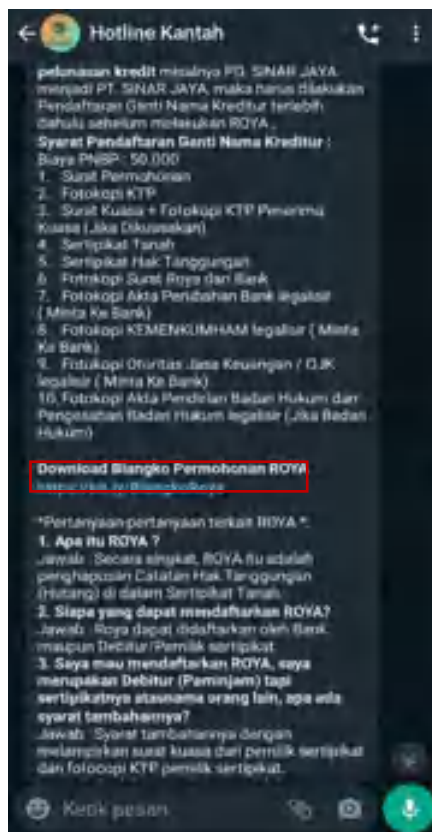 Hotline Kantah
pelunasan kredit misalnya PD. SINAR JAYA
menjadi PT. SINAR JAYA, maka harus dilakukan
Pendaftaran Ganti Nama Kreditur terlebih
dahulu sebelum melakukan ROYA.
Syarat Pendaftaran Ganti Nama Kreditur :
Biaya PNBP : 50.000
1. Surat Permohonan
2. Fotokopi KTP
3. Surat Kuasa + Fotokopi KTP Penerima
Kuasa (Jika Dikuasakan)
4. Sertipikat Tanah
5. Sertipikat Hak Tanggungan
6. Fotokopi Surat Roya dari Bank
7. Fotokopi Akta Perubahan Bank legalisir
( Minta Ke Bank)
8. Fotokopi KEMENKUMHAM legalisir ( Minta
Ke Bank)
9. Fotokopi Otoritas Jasa Keuangan / OJK
legalisir ( Minta Ke Bank)
10. Fotokopi Akta Pendirian Badan Hukum dan
Pengesahan Badan Hukum legalisir (Jika Badan
Hukum)
Download Blangko Permohonan ROYA
*Pertanyaan-pertanyaan terkait ROYA *:
1. Apa itu ROYA ?
Jawab : Secara singkat, ROYA itu adalah
penghapusan Catatan Hak Tanggungan
(Hutang) di dalam Sertipikat Tanah.
2. Siapa yang dapat mendaftarkan ROYA?
Jawab : Roya dapat didaftarkan oleh Bank
maupun Debitur/Pemilik sertipikat
3. Saya mau mendaftarkan ROYA, saya
merupakan Debitur (Peminjam) tapi
sertipikatnya atasnama orang lain, apa ada
syarat tambahannya?
Jawab : Syarat tambahannya dengan
melampirkan surat kuasa dari pemilik sertipikat
dan fotocopi KTP pemilik sertipikat.
Ketik pesan